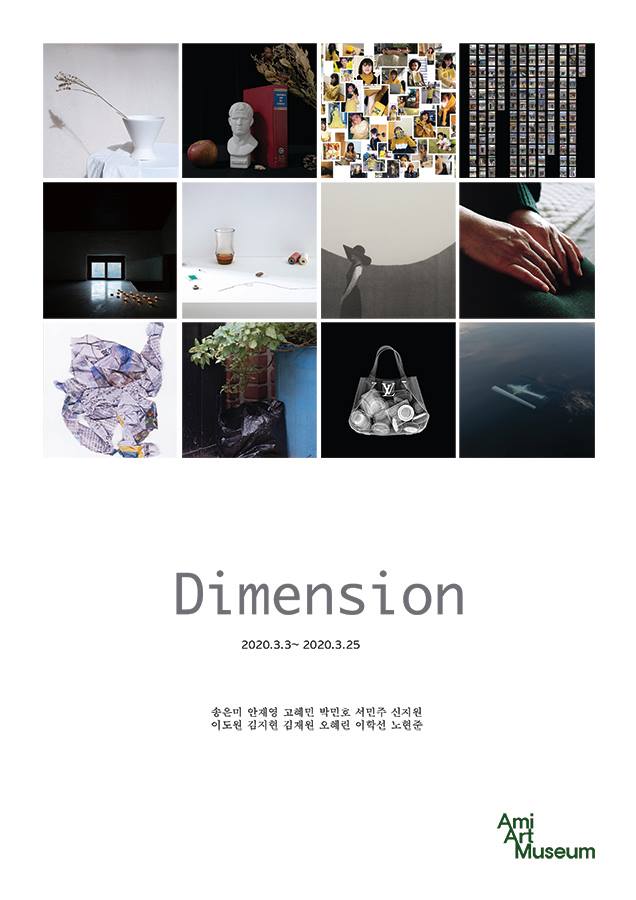 Dimension
2020.3.3~ 2020.3.25
송은미 안재영 고혜민 박민호 서민주 신지원
이도원 김지현 김재원 오혜린 이학선 노현준
Ami
Art
Museum